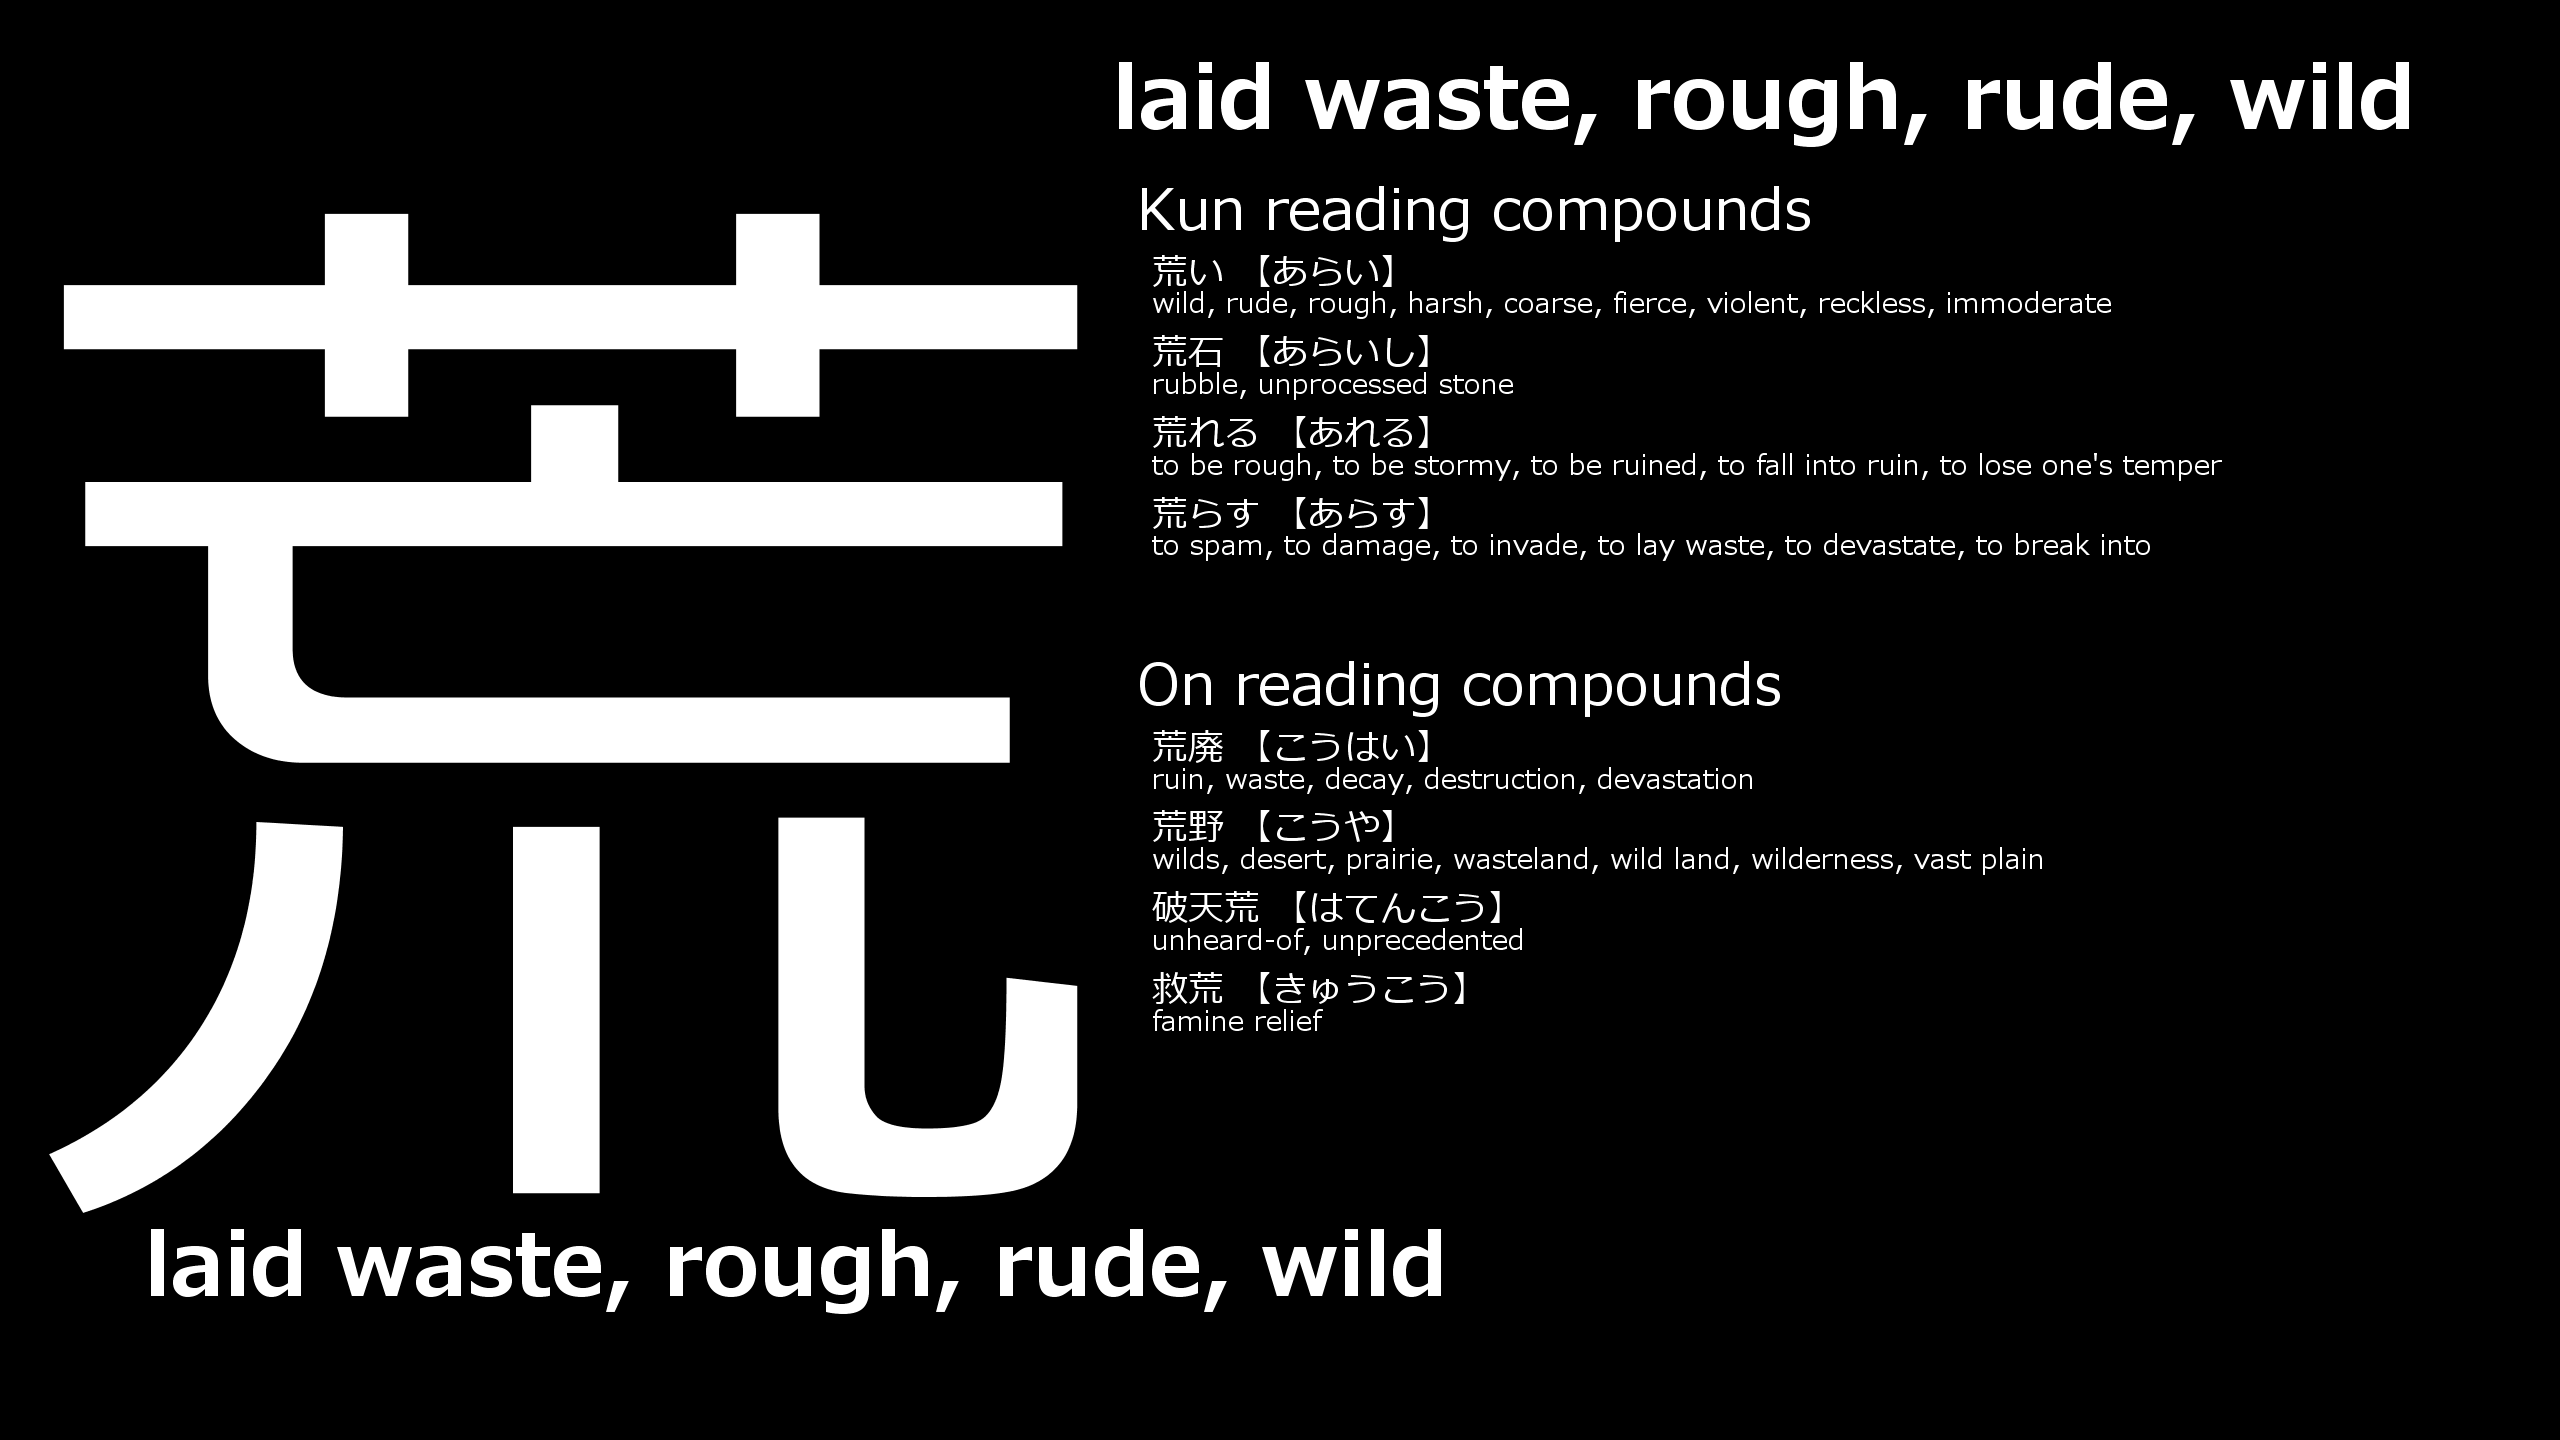 laid waste, rough, rude, wild
荒
Kun reading compounds
荒い 【あらい】
wild, rude, rough, harsh, coarse, fierce, violent, reckless, immoderate
荒石 【あらいし】
rubble, unprocessed stone
荒れる 【あれる】
to be rough, to be stormy, to be ruined, to fall into ruin, to lose one's temper
荒らす 【あらす】
to spam, to damage, to invade, to lay waste, to devastate, to break into
On reading compounds
荒廃 【こうはい】
ruin, waste, decay, destruction, devastation
荒野 【こうや】
wilds, desert, prairie, wasteland, wild land, wilderness, vast plain
破天荒 【はてんこう】
unheard-of, unprecedented
救荒 【きゅうこう】
famine relief
laid waste, rough, rude, wild